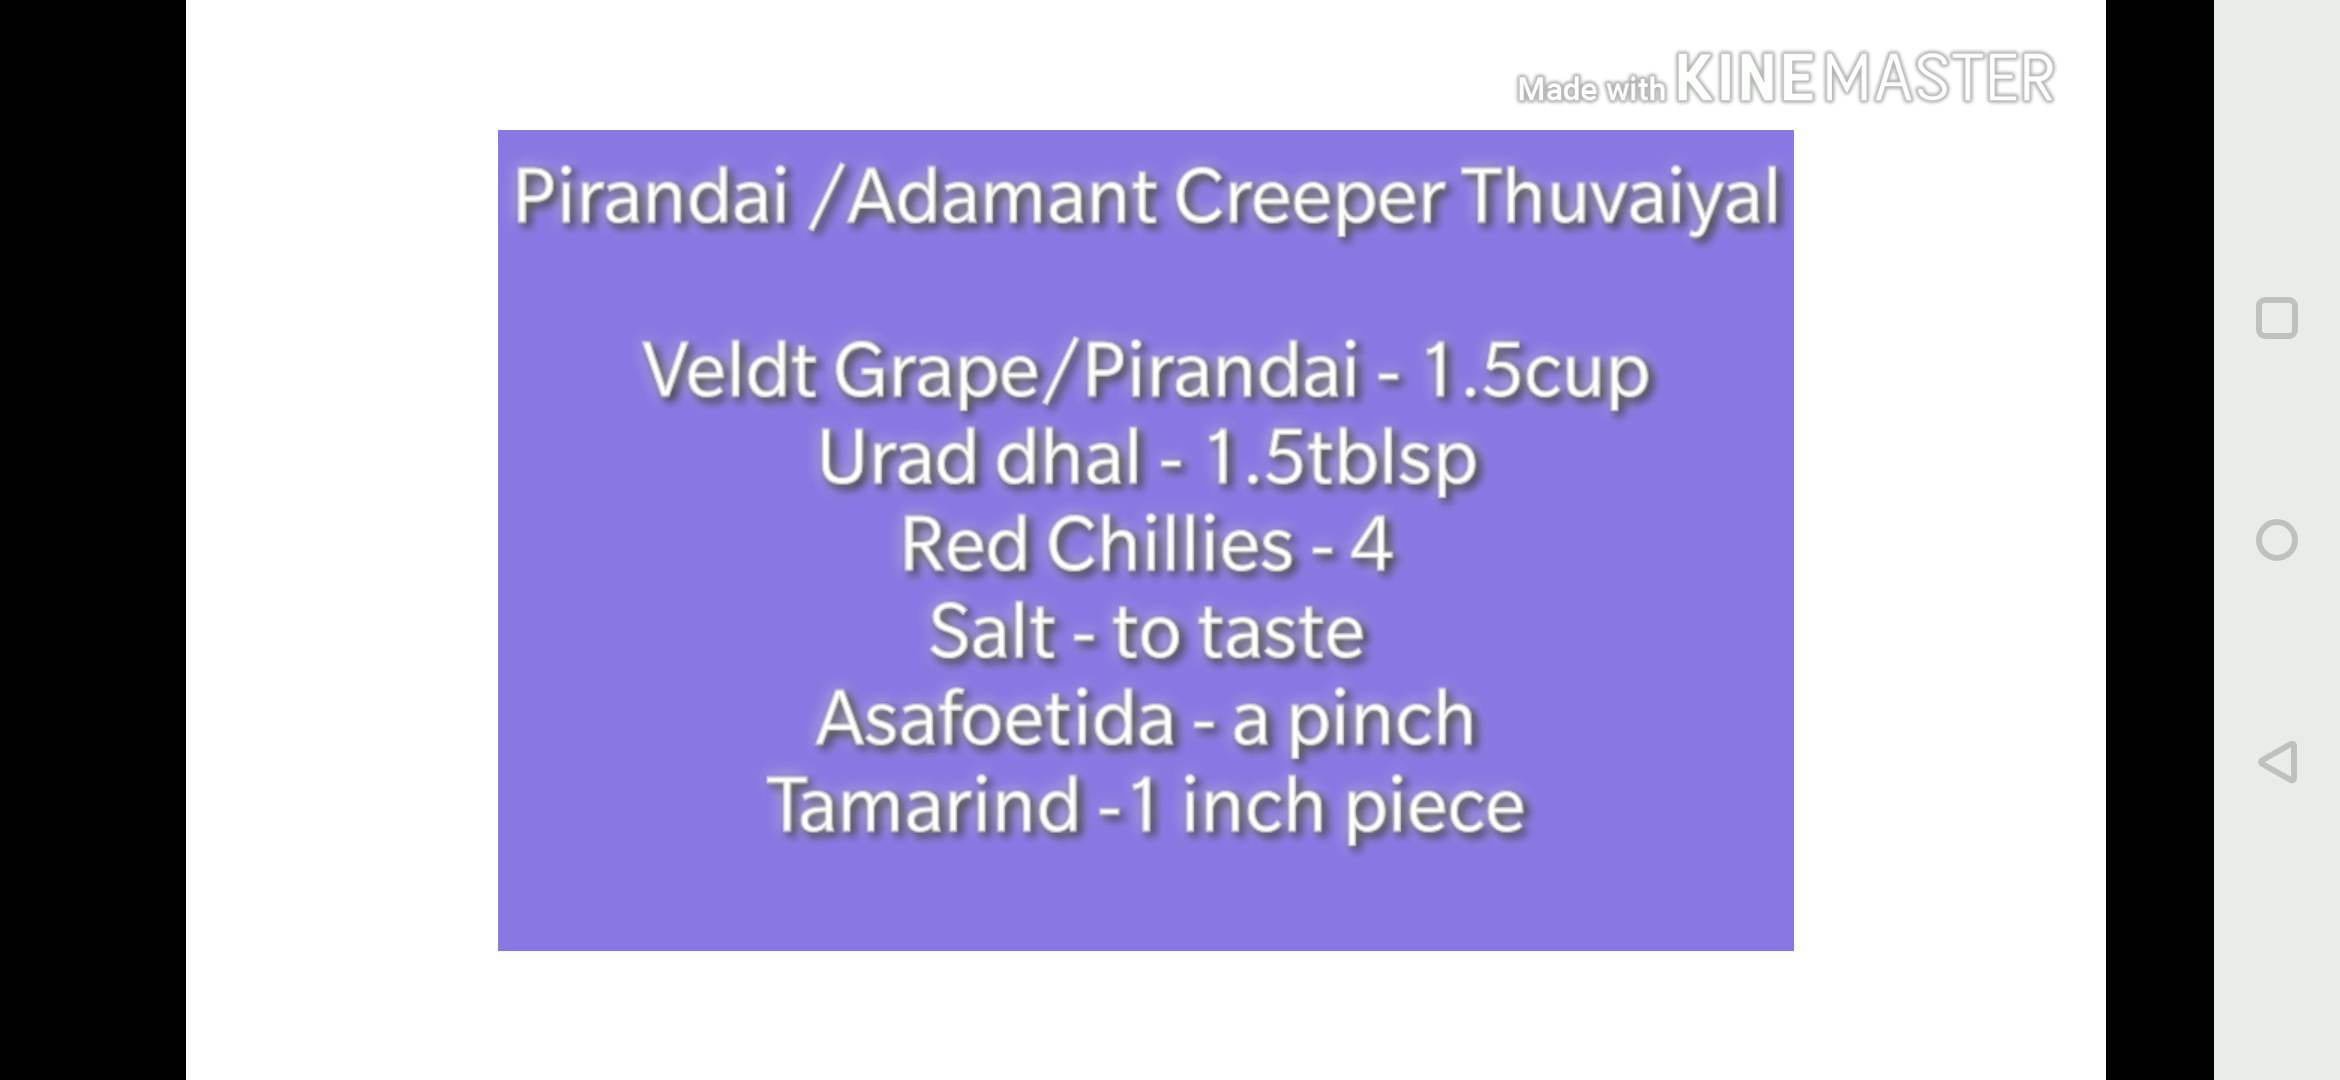 Made with KINEMASTER
Pirandai /Adamant Creeper Thuvaiyal
Veldt Grape/Pirandai - 1.5cup
Urad dhal - 1.5tblsp
Red Chillies - 4
Salt - to taste
Asafoetida - a pinch
Tamarind -1 inch piece